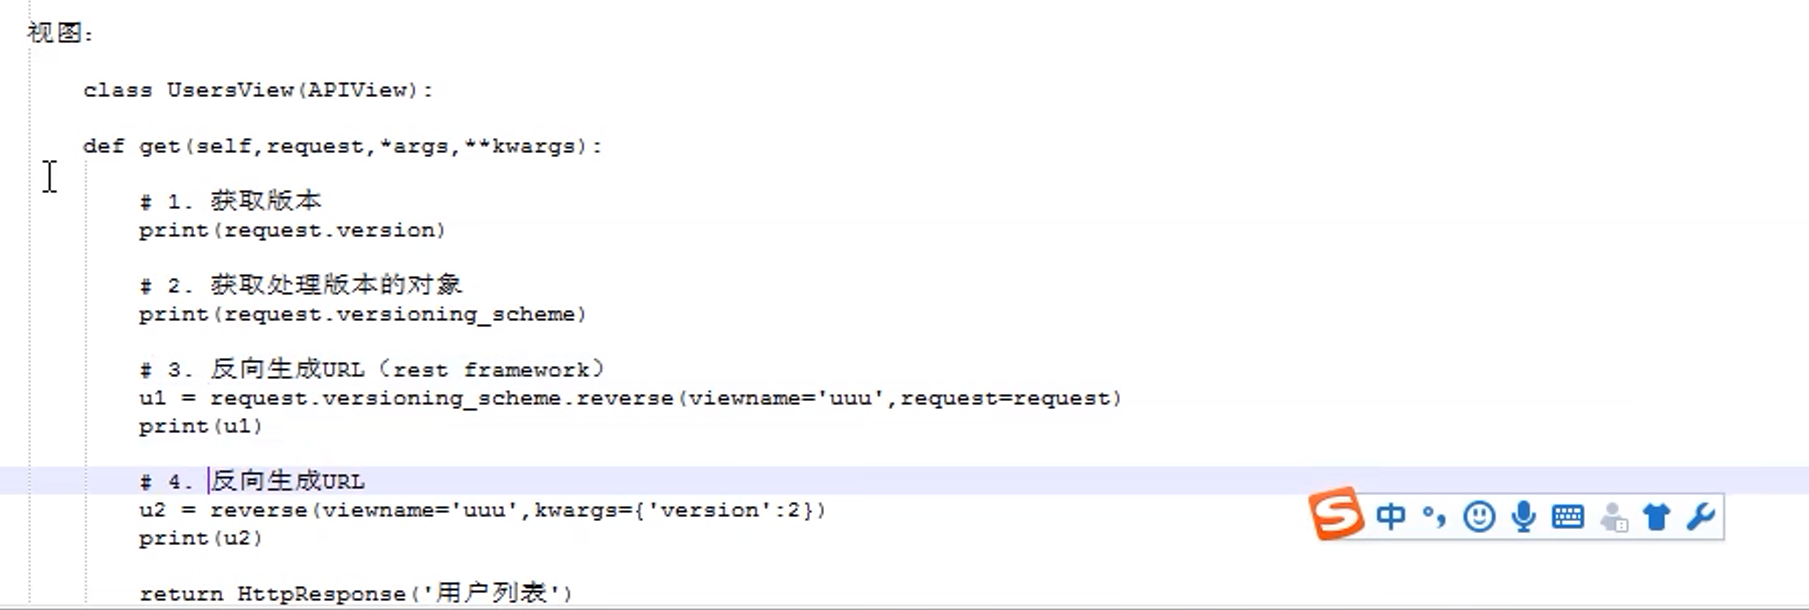 视图:
class UsersView(APIView):
def get(self,request,*args,**kwargs):
# 1. 获取版本
print(request.version)
# 2. 获取处理版本的对象
print(request.versioning_scheme)
# 3. 反向生成URL（rest framework）
u1 = request.versioning_scheme.reverse(viewname='uuu',request=request)
print(u1)
# 4. 反向生成URL
u2 = reverse(viewname='uuu',kwargs={'version':2})
print(u2)
中
return HttpResponse('用户列表')